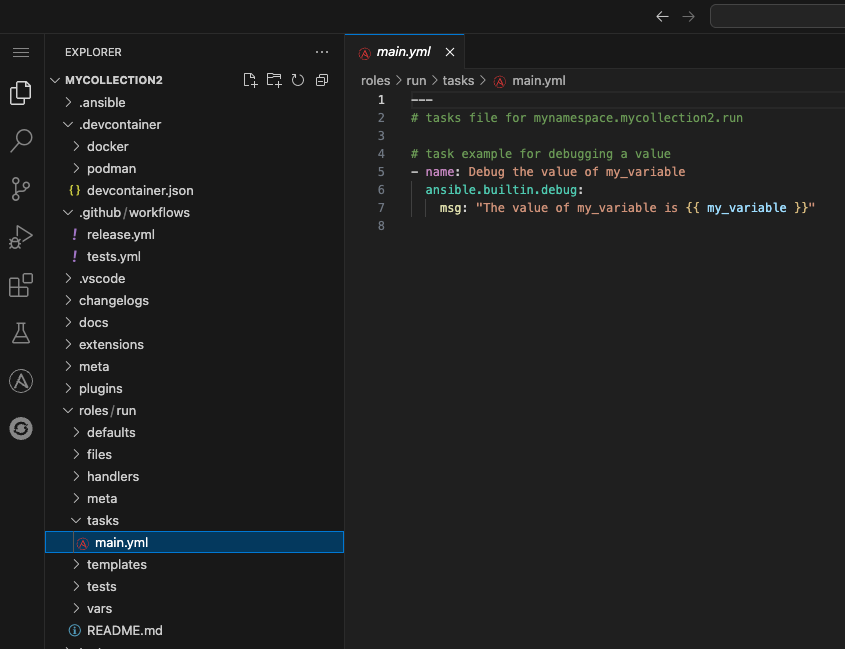 EXPLORER
MYCOLLECTION2
.ansible
.devcontainer
docker
podman
{} devcontainer.json
.github/workflows
! release.yml
! tests.yml
.vscode
changelogs
docs
extensions
meta
plugins
roles/run
defaults
files
handlers
meta
tasks
main.yml
templates
tests
vars
README.md
main.yml
roles > run > tasks > main.yml
1 ---
2 # tasks file for mynamespace.mycollection2.run
3
4 # task example for debugging a value
5 - name: Debug the value of my_variable
6 ansible.builtin.debug:
7 msg: "The value of my_variable is {{ my_variable }}"
8